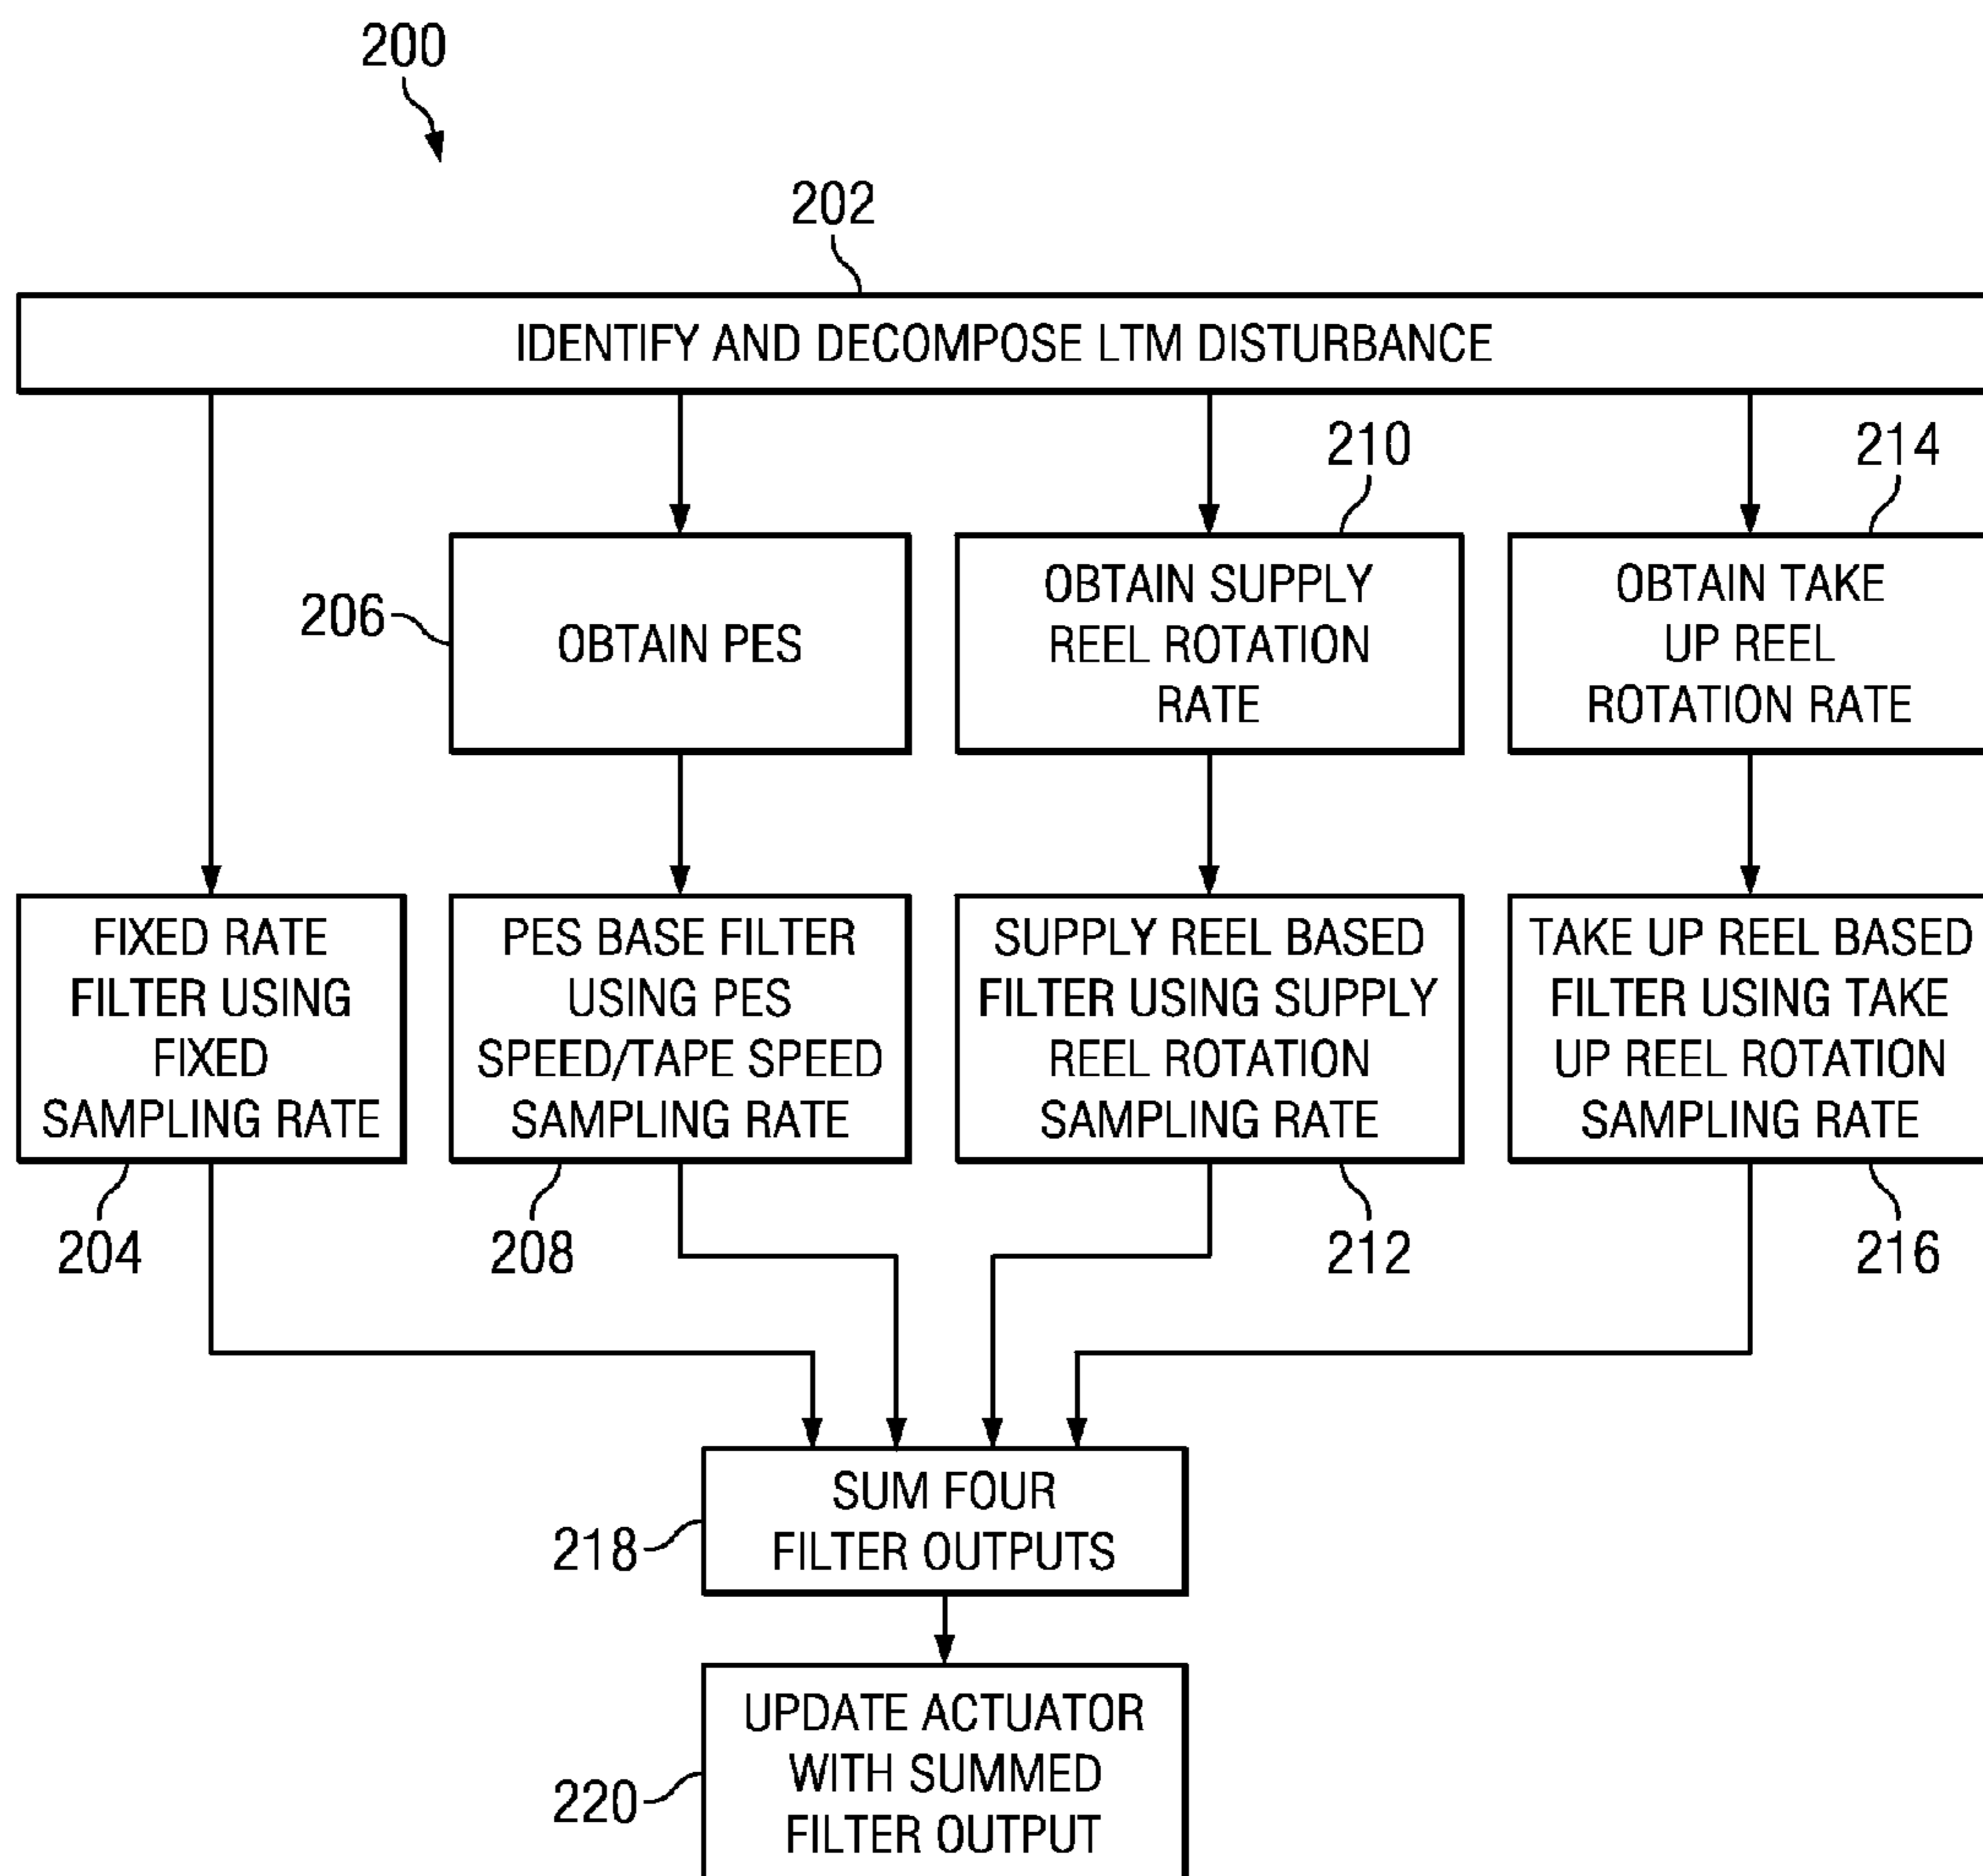 200
202
IDENTIFY AND DECOMPOSE LTM DISTURBANCE
210
214
206
OBTAIN PES
OBTAIN SUPPLY
REEL ROTATION
RATE
OBTAIN TAKE
UP REEL
ROTATION RATE
FIXED RATE
FILTER USING
FIXED
SAMPLING RATE
PES BASE FILTER
USING PES
SPEED/TAPE SPEED
SAMPLING RATE
SUPPLY REEL BASED
FILTER USING SUPPLY
REEL ROTATION
SAMPLING RATE
TAKE UP REEL BASED
FILTER USING TAKE
UP REEL ROTATION
SAMPLING RATE
204
208
212
216
218
SUM FOUR
FILTER OUTPUTS
220
UPDATE ACTUATOR
WITH SUMMED
FILTER OUTPUT